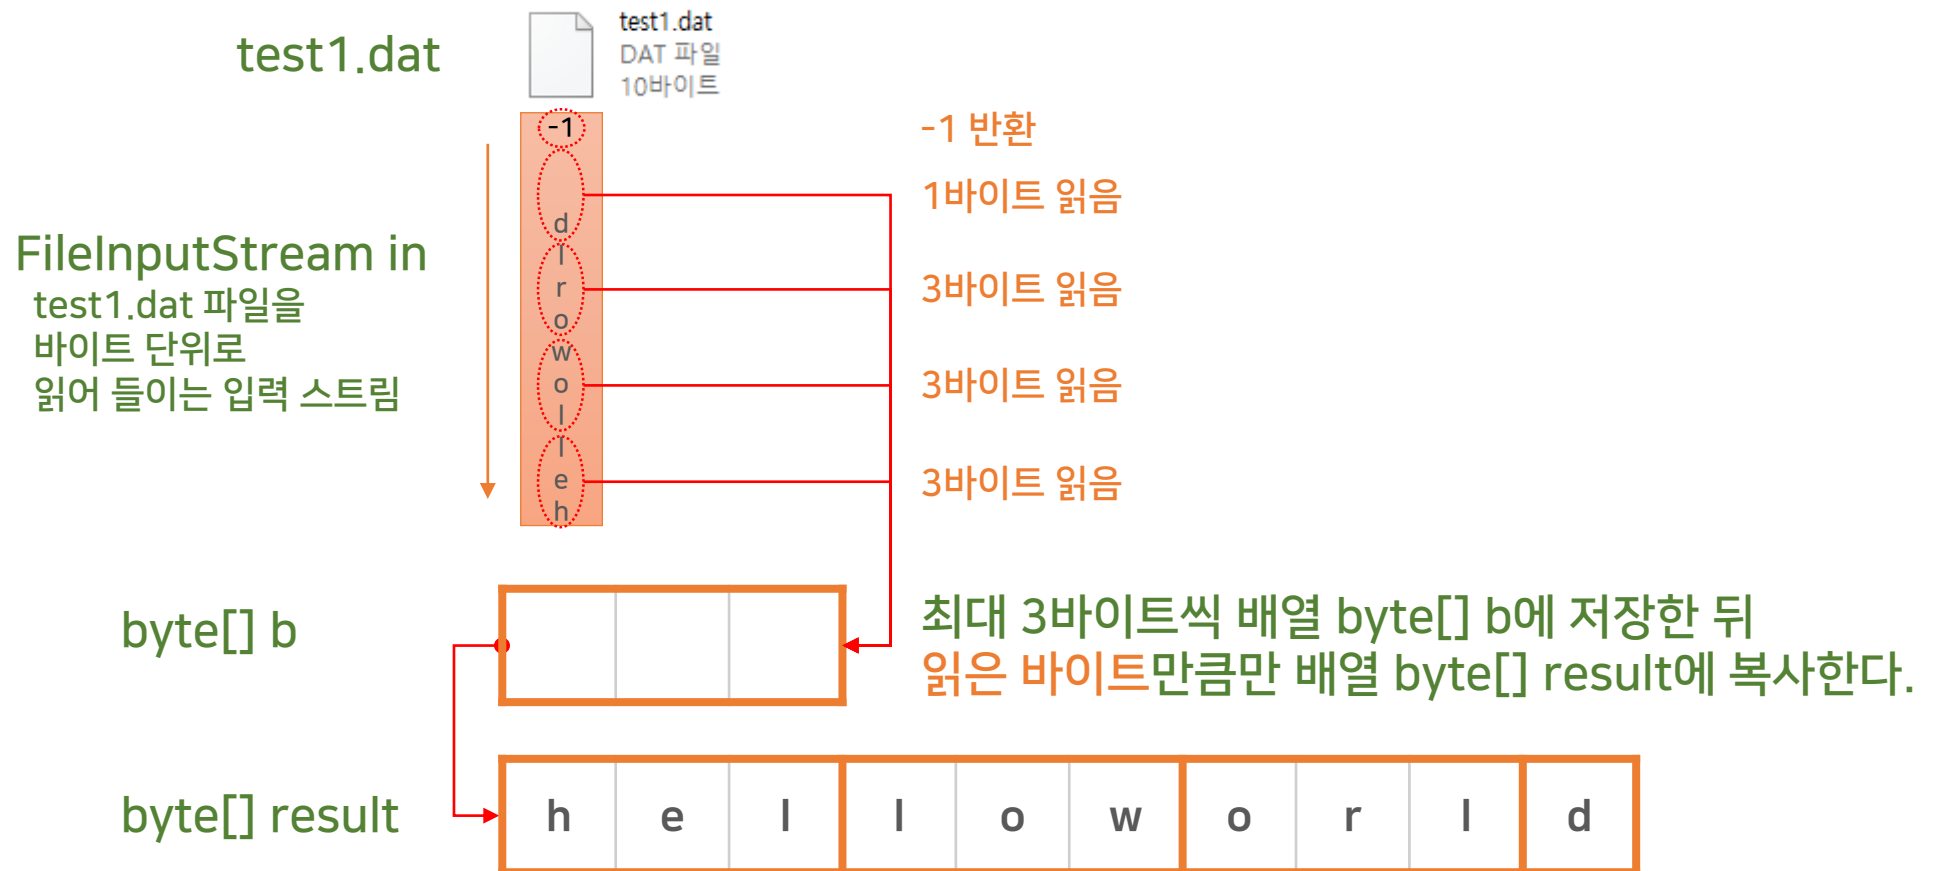 test1.dat
test1.dat
DAT 파일
10바이트
-1
-1 반환
1바이트 읽음
d
l
r
o
w
o
l
l
e
h
FileInputStream in
test1.dat 파일을
바이트 단위로
읽어 들이는 입력 스트림
3바이트 읽음
3바이트 읽음
3바이트 읽음
byte[] b
최대 3바이트씩 배열 byte[] b에 저장한 뒤
읽은 바이트만큼만 배열 byte[] result에 복사한다.
byte[] result
h e l l o w o r l d